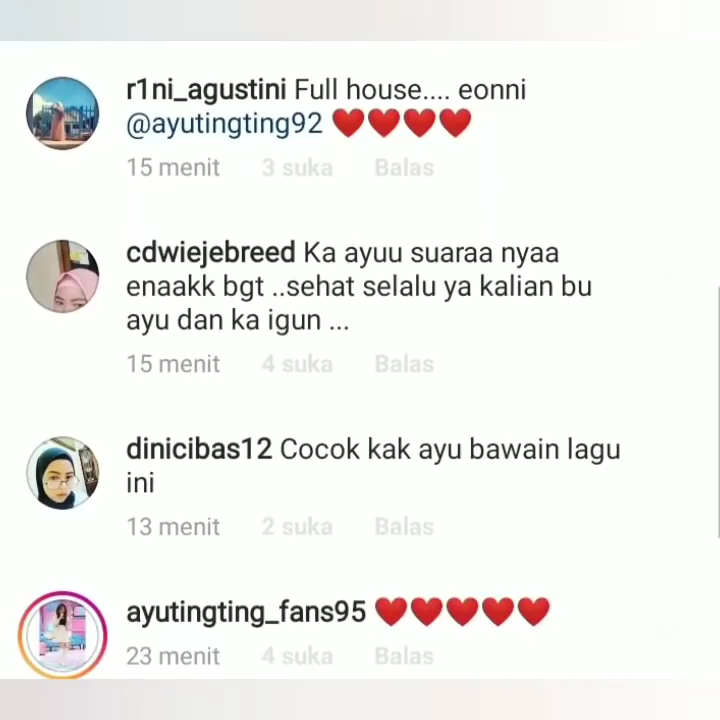 r1ni_agustini Full house.... eonni
@ayutingting92 ❤️❤️❤️❤️
15 menit 3 suka Balas
cdwiejebreed Ka ayuu suaraa nyaa
enaakk bgt ..sehat selalu ya kalian bu
ayu dan ka igun ...
15 menit 4 suka Balas
dinicibas12 Cocok kak ayu bawain lagu
ini
13 menit 2 suka Balas
ayutingting_fans95 ❤️❤️❤️❤️❤️
23 menit 4 suka Balas